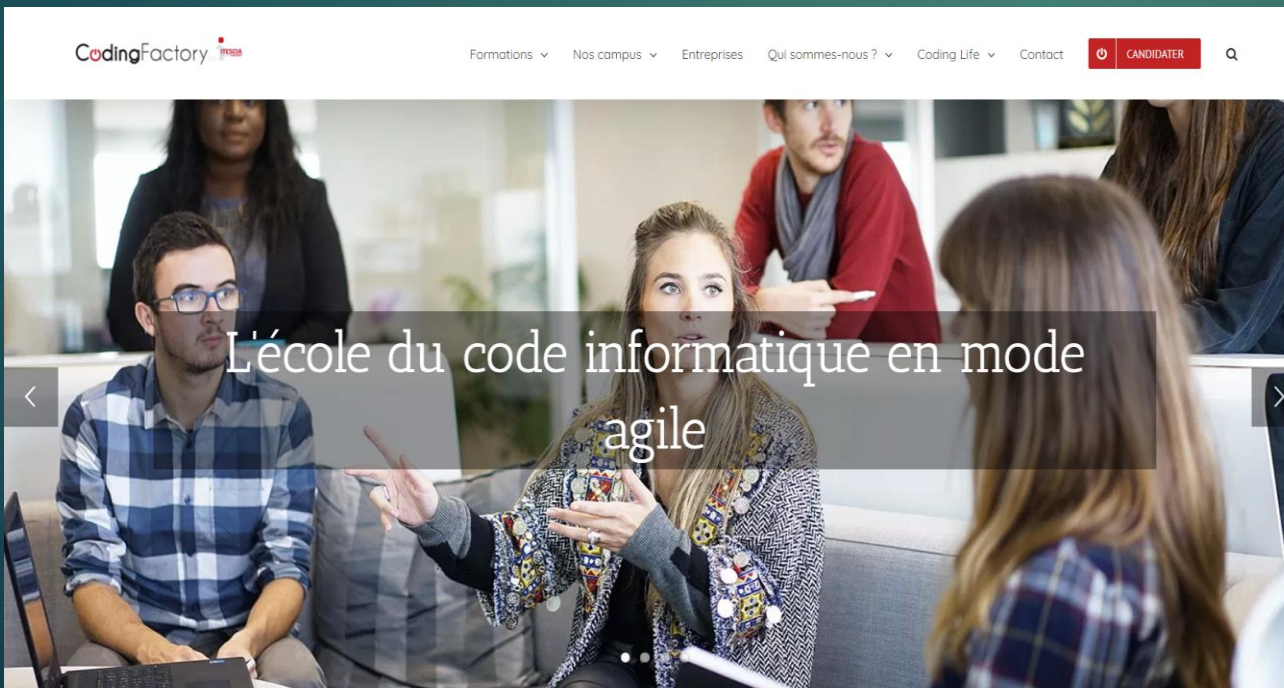 CodingFactory ITESCIA
Formations Nos campus Entreprises Qui sommes-nous ? Coding Life Contact CANDIDATER
L'école du code informatique en mode
agile